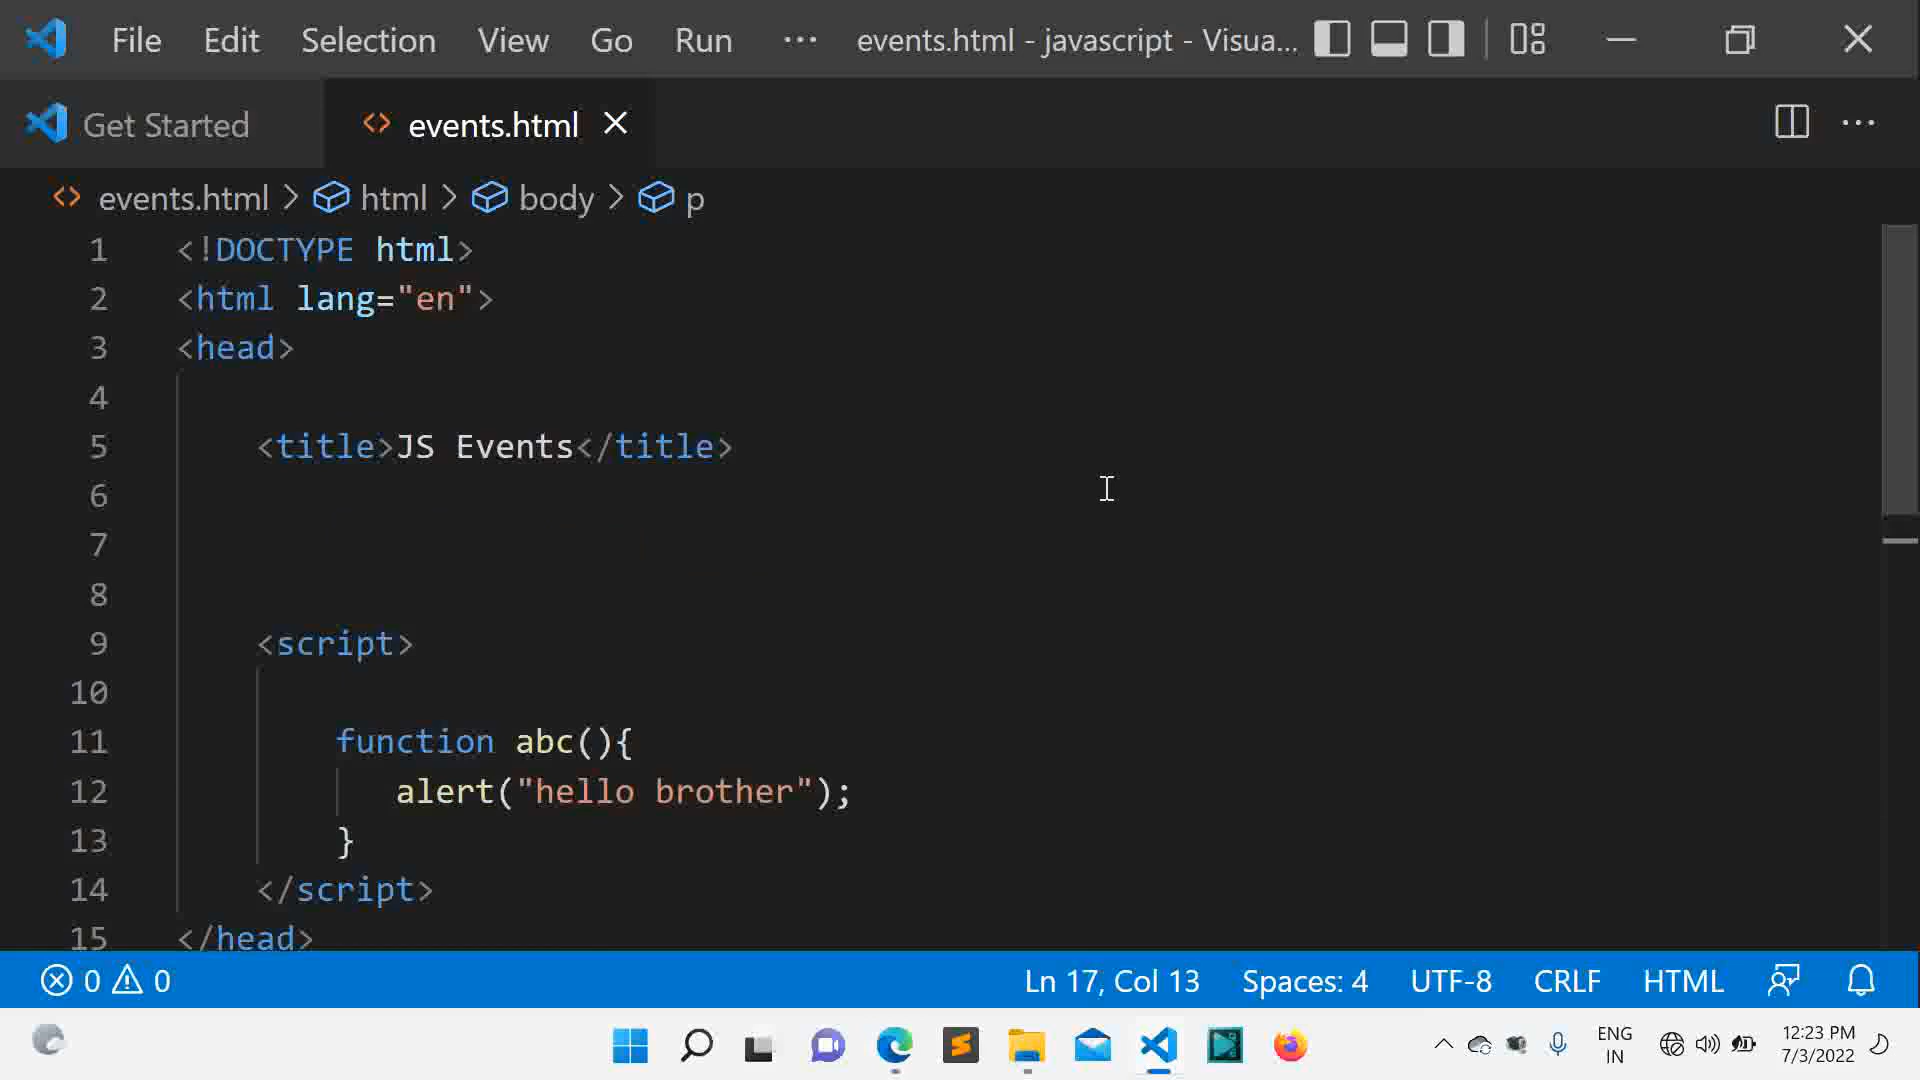 File Edit Selection View Go Run ··· events.html - javascript - Visua...
Get Started events.html
events.html > html > body > p
1 <!DOCTYPE html>
2 <html lang="en">
3 <head>
4
5 <title>JS Events</title>
6
7
8
9 <script>
10
11 function abc(){
12 alert("hello brother");
13 }
14 </script>
15 </head>
0 0 Ln 17, Col 13 Spaces: 4 UTF-8 CRLF HTML
ENG 12:23 PM
IN 7/3/2022